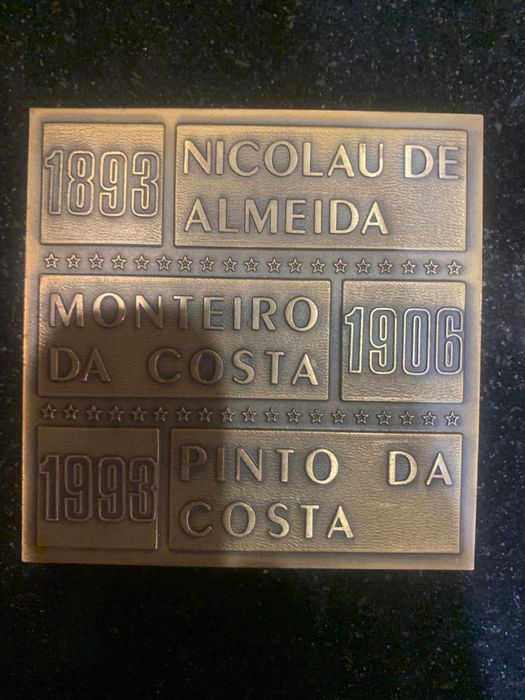 1893
NICOLAU DE
ALMEIDA
MONTEIRO
DA COSTA
1906
1993
PINTO DA
COSTA